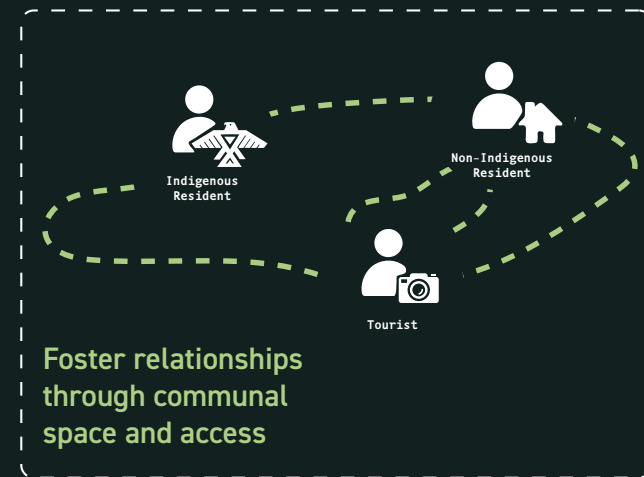 Indigenous
Resident
Non-Indigenous
Resident
Tourist
Foster relationships
through communal
space and access